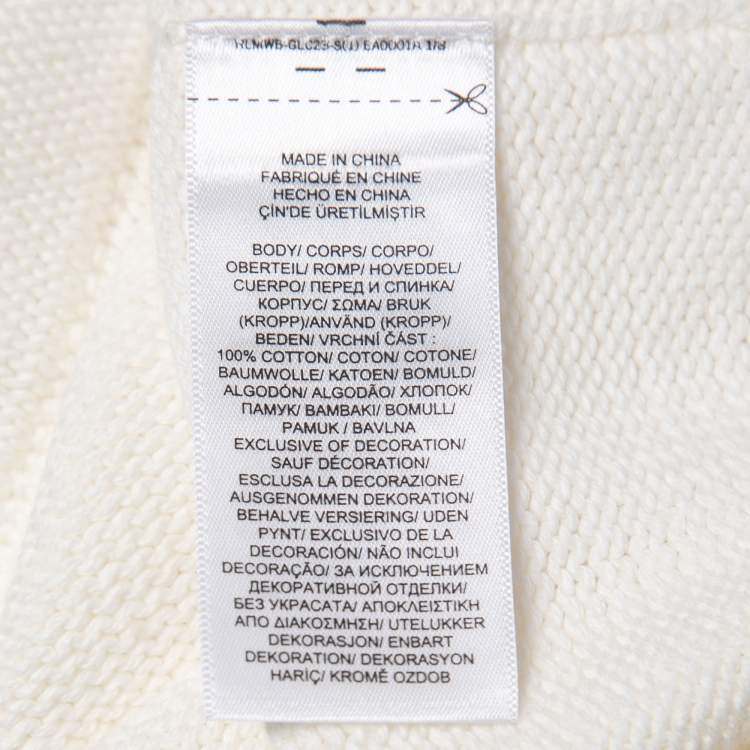 MADE IN CHINA
FABRIQUÉ EN CHINE
HECHO EN CHINA
ÇİN'DE ÜRETİLMİŞTİR
BODY/ CORPS/ CORPO/
OBERTEIL/ ROMP/ HOVEDDEL/
CUERPO/ ПЕРЕД И СПИНКА/
КОРПУС/ ΣΩΜΑ/ BRUK
(KROPP)/ANVÄND (KROPP)/
BEDEN/ VRCHNÍ ČÁST :
100% COTTON/ COTON/ COTONE/
BAUMWOLLE/ KATOEN/ BOMULD/
ALGODÓN/ ALGODÃO/ ХЛОПОК/
ПАМУК/ ΒΑΜΒΑΚΙ/ BOMULL/
PAMUK / BAVLNA
EXCLUSIVE OF DECORATION/
SAUF DÉCORATION/
ESCLUSA LA DECORAZIONE/
AUSGENOMMEN DEKORATION/
BEHALVE VERSIERING/ UDEN
PYNT/ EXCLUSIVO DE LA
DECORACIÓN/ NÃO INCLUI
DECORAÇÃO/ ЗА ИСКЛЮЧЕНИЕМ
ДЕКОРАТИВНОЙ ОТДЕЛКИ/
БЕЗ УКРАСАТА/ ΑΠΟΚΛΕΙΣΤΙΚΗ
ΑΠΟ ΔΙΑΚΟΣΜΗΣΗ/ UTELUKKER
DEKORASJON/ ENBART
DEKORATION/ DEKORASYON
HARİÇ/ KROMĚ OZDOB